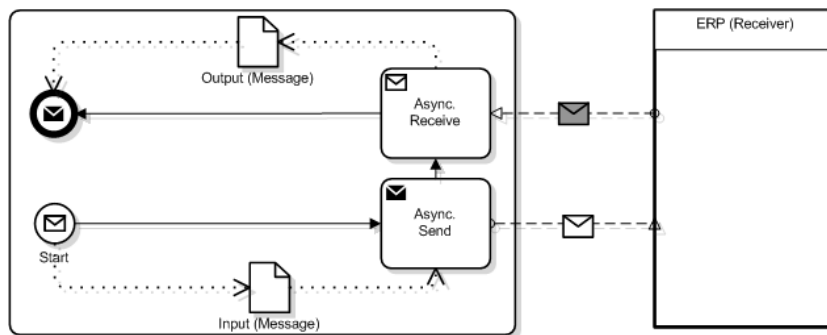 ERP (Receiver)
Output (Message)
Async.
Receive
Async.
Send
Start
Input (Message)